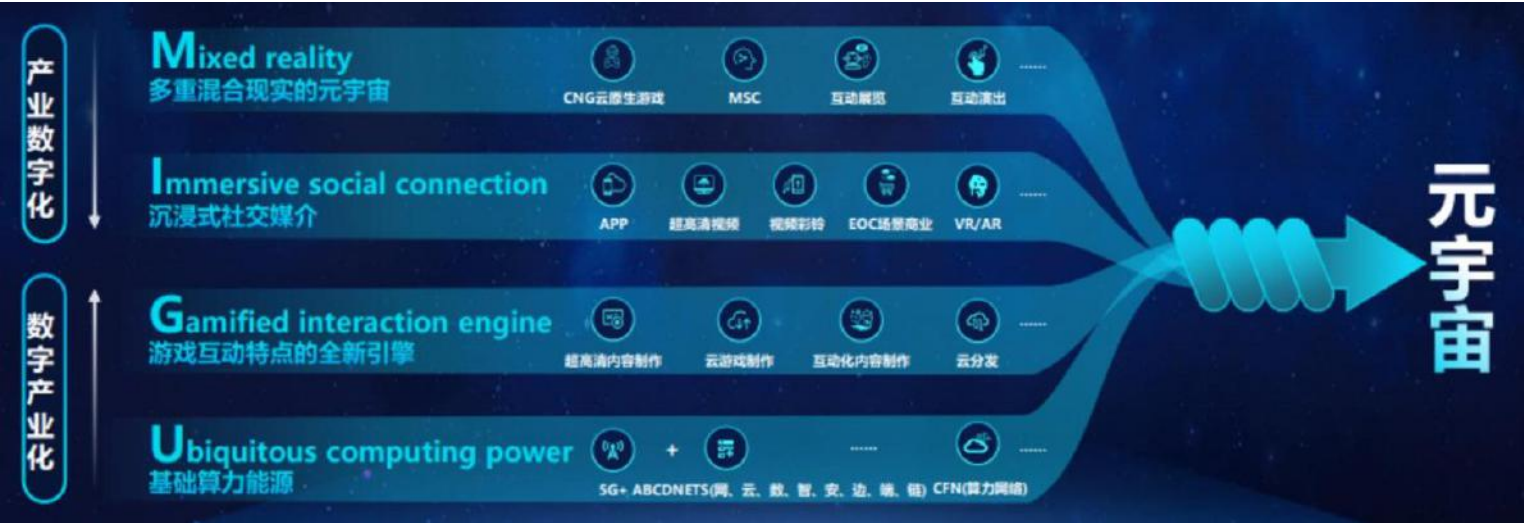 产业数字化
Mixed reality
多重混合现实的元宇宙
CNG云原生游戏
MSC
互动展览
互动演出
......
Immersive social connection
沉浸式社交媒介
APP
超高清视频
视频彩铃
EOC场景商业
VR/AR
......
数字产业化
Gamified interaction engine
游戏互动特点的全新引擎
超高清内容制作
云游戏制作
互动化内容制作
云分发
......
Ubiquitous computing power
基础算力能源
+
......
......
5G+ ABCDNETS(网、云、数、智、安、边、端、链)
CFN(算力网络)
元宇宙